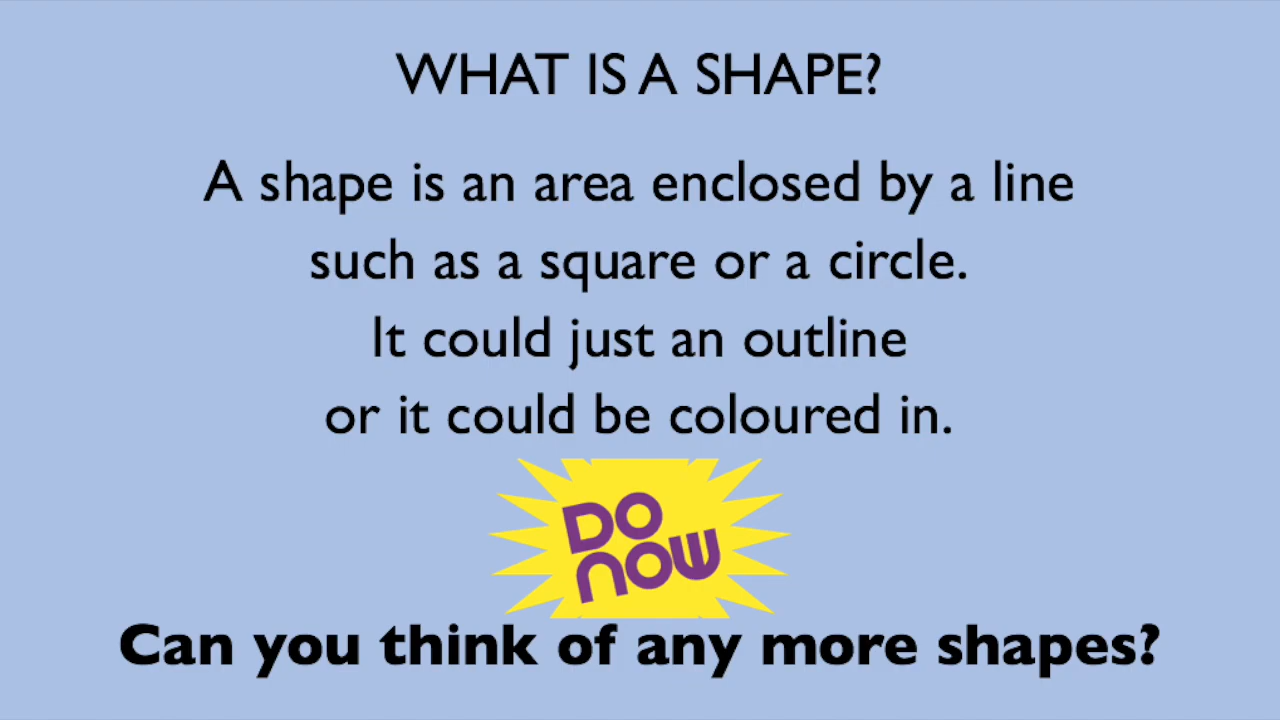 WHAT IS A SHAPE?
A shape is an area enclosed by a line
such as a square or a circle.
It could just an outline
or it could be coloured in.
DO
NOW
Can you think of any more shapes?